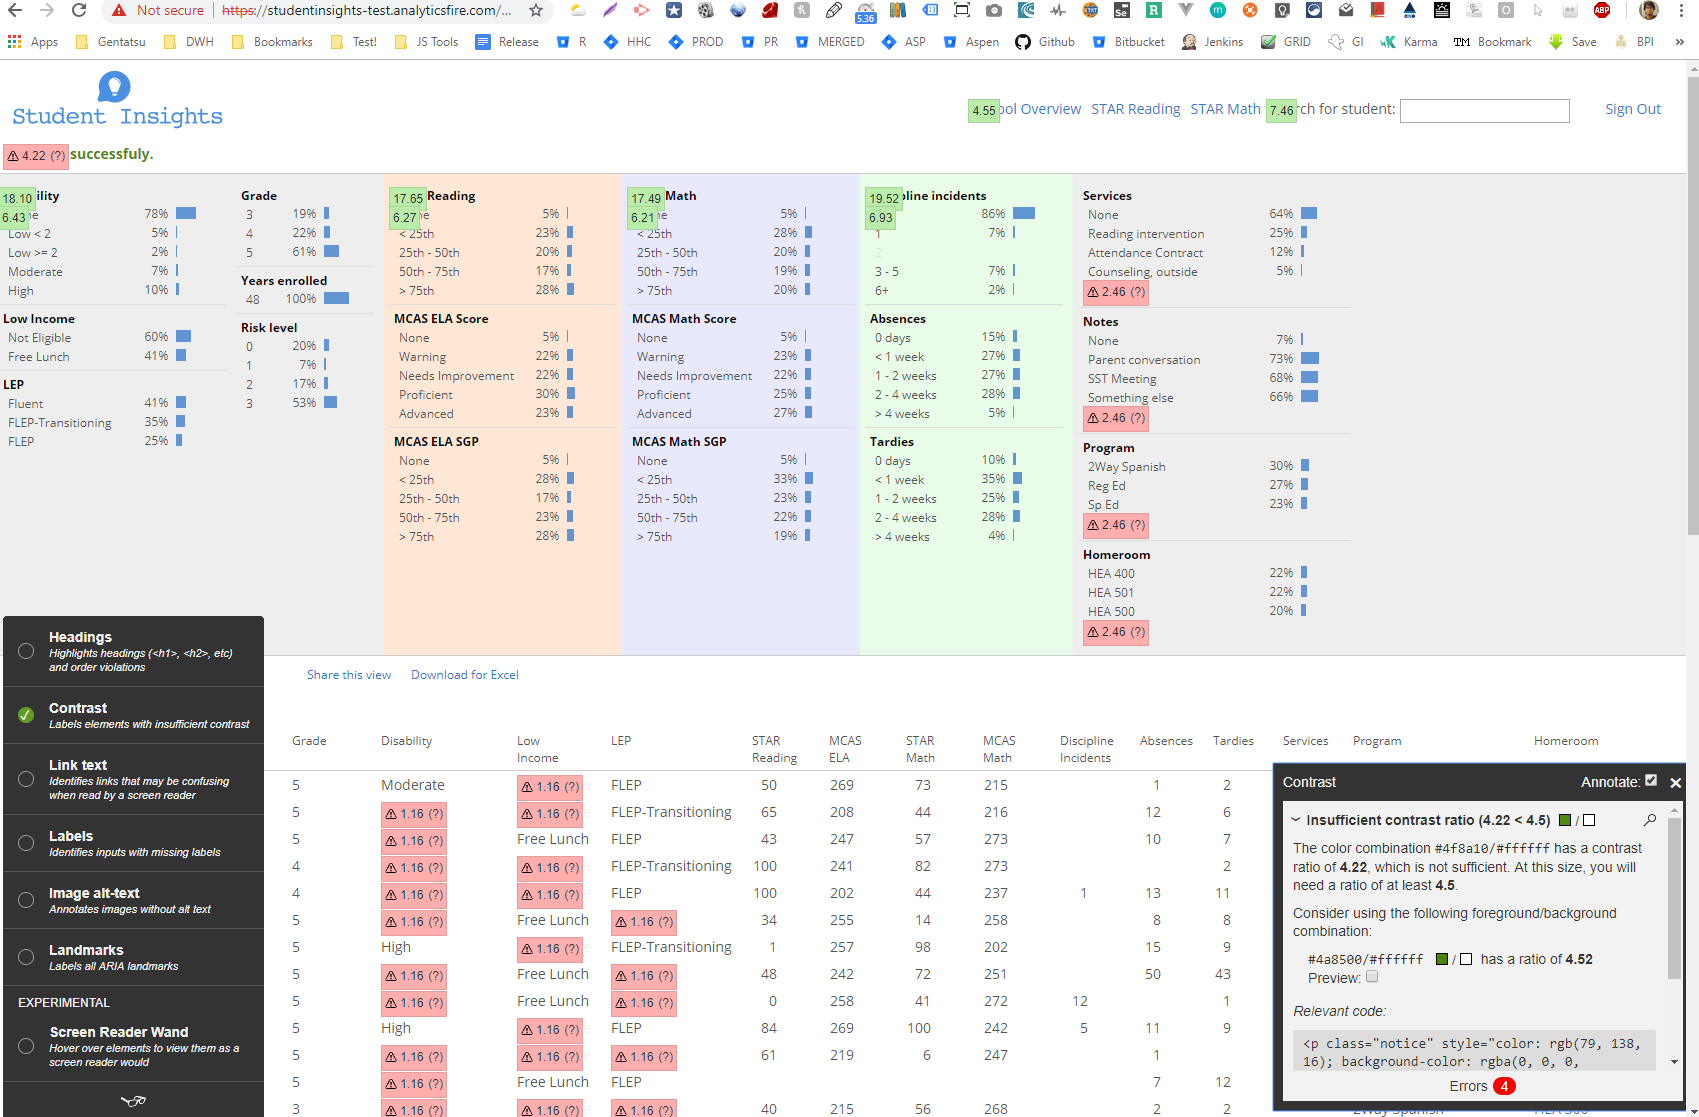 Not secure
https://studentinsights-test.analyticsfire.com/...
5.36
Apps Gentatsu DWH Bookmarks Test! JS Tools Release R HHC PROD PR MERGED ASP Aspen Github Bitbucket Jenkins GRID GI Karma TM Bookmark Save BPI »
Student Insights
4.55 ool Overview STAR Reading STAR Math 7.46 rch for student: Sign Out
4.22 (?) successfuly.
18.10 ility
6.43 ne 78%
Low < 2 5%
Low >= 2 2%
Moderate 7%
High 10%
Low Income
Not Eligible 60%
Free Lunch 41%
LEP
Fluent 41%
FLEP-Transitioning 35%
FLEP 25%
Grade
3 19%
4 22%
5 61%
Years enrolled
48 100%
Risk level
0 20%
1 7%
2 17%
3 53%
17.65 Reading
6.27 ne 5%
< 25th 23%
25th - 50th 20%
50th - 75th 17%
> 75th 28%
MCAS ELA Score
None 5%
Warning 22%
Needs Improvement 22%
Proficient 30%
Advanced 23%
MCAS ELA SGP
None 5%
< 25th 28%
25th - 50th 17%
50th - 75th 23%
> 75th 28%
17.49 Math
6.21 ne 5%
< 25th 28%
25th - 50th 20%
50th - 75th 19%
> 75th 20%
MCAS Math Score
None 5%
Warning 23%
Needs Improvement 22%
Proficient 25%
Advanced 27%
MCAS Math SGP
None 5%
< 25th 33%
25th - 50th 23%
50th - 75th 22%
> 75th 19%
19.52 pline incidents
6.93 86%
1 7%
2
3 - 5 7%
6+ 2%
Absences
0 days 15%
< 1 week 27%
1 - 2 weeks 27%
2 - 4 weeks 28%
> 4 weeks 5%
Tardies
0 days 10%
< 1 week 35%
1 - 2 weeks 25%
2 - 4 weeks 28%
> 4 weeks 4%
Services
None 64%
Reading intervention 25%
Attendance Contract 12%
Counseling, outside 5%
2.46 (?)
Notes
None 7%
Parent conversation 73%
SST Meeting 68%
Something else 66%
2.46 (?)
Program
2Way Spanish 30%
Reg Ed 27%
Sp Ed 23%
2.46 (?)
Homeroom
HEA 400 22%
HEA 501 22%
HEA 500 20%
2.46 (?)
Headings
Highlights headings (<h1>, <h2>, etc)
and order violations
Contrast
Labels elements with insufficient contrast
Link text
Identifies links that may be confusing
when read by a screen reader
Labels
Identifies inputs with missing labels
Image alt-text
Annotates images without alt text
Landmarks
Labels all ARIA landmarks
EXPERIMENTAL
Screen Reader Wand
Hover over elements to view them as a
screen reader would
Share this view Download for Excel
Grade Disability Low Income LEP STAR Reading MCAS ELA STAR Math MCAS Math Discipline Incidents Absences Tardies Services Program Homeroom
5 Moderate 1.16 (?) FLEP 50 269 73 215 1 2
5 1.16 (?) 1.16 (?) FLEP-Transitioning 65 208 44 216 12 6
5 1.16 (?) Free Lunch FLEP 43 247 57 273 10 7
4 1.16 (?) 1.16 (?) FLEP-Transitioning 100 241 82 273 2
4 1.16 (?) 1.16 (?) FLEP 100 202 44 237 1 13 11
5 1.16 (?) Free Lunch 1.16 (?) 34 255 14 258 8 8
5 High 1.16 (?) FLEP-Transitioning 1 257 98 202 15 9
5 1.16 (?) Free Lunch 1.16 (?) 48 242 72 251 50 43
5 1.16 (?) Free Lunch 1.16 (?) 0 258 41 272 12 1
5 High 1.16 (?) FLEP 84 269 100 242 5 11 9
5 1.16 (?) 1.16 (?) 1.16 (?) 61 219 6 247 1
5 1.16 (?) Free Lunch FLEP 7 12
3 1.16 (?) 1.16 (?) 1.16 (?) 40 215 56 268 2 2 2Way Spanish HEA 500
Contrast Annotate:
Insufficient contrast ratio (4.22 < 4.5) /
The color combination #4f8a10/#ffffff has a contrast
ratio of 4.22, which is not sufficient. At this size, you will
need a ratio of at least 4.5.
Consider using the following foreground/background
combination:
#4a8500/#ffffff / has a ratio of 4.52
Preview:
Relevant code:
<p class="notice" style="color: rgb(79, 138,
16); background-color: rgba(0, 0, 0,
Errors 4